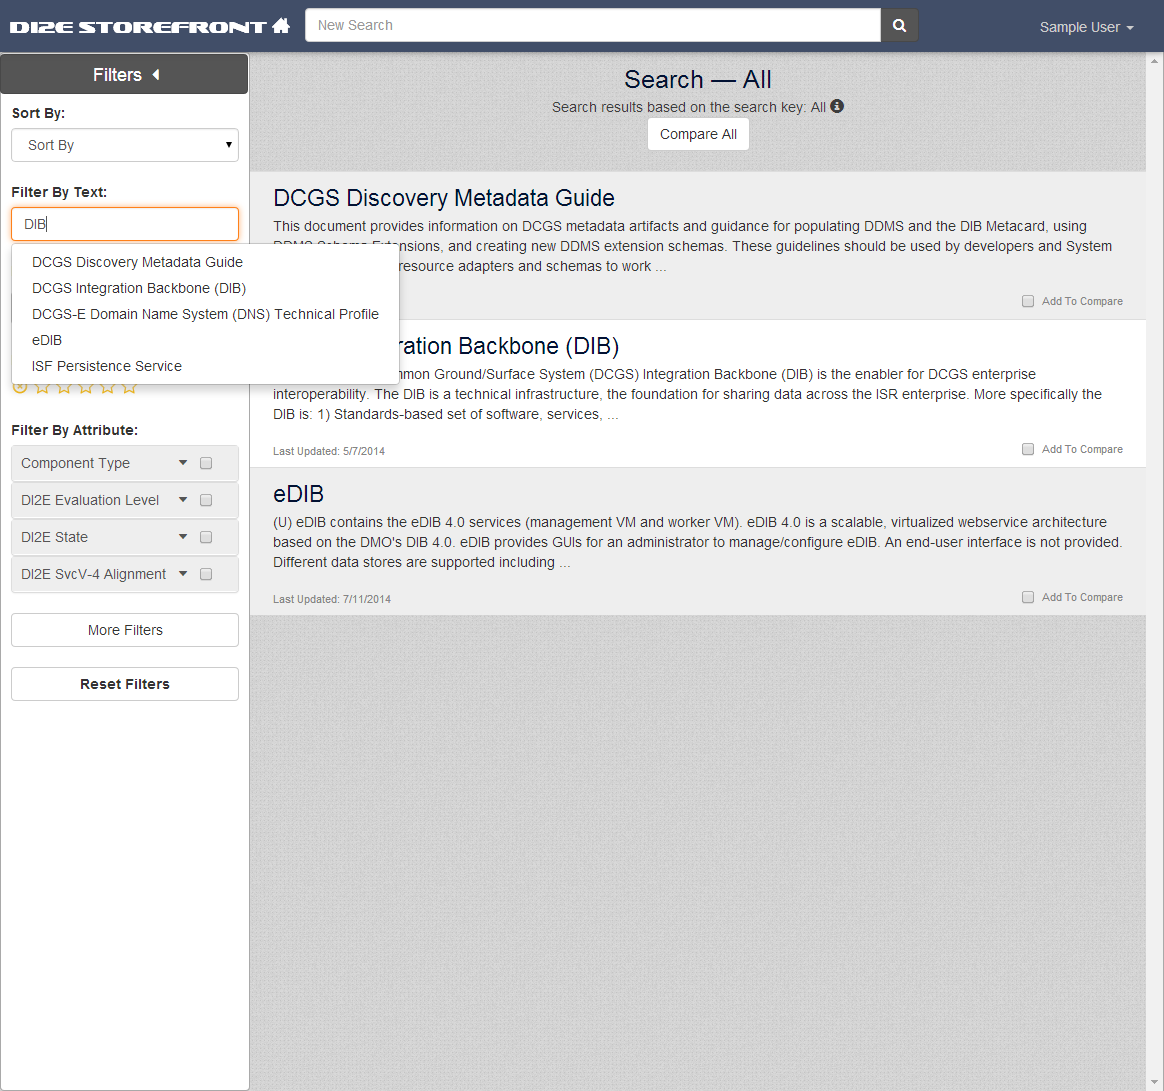 DI2E STOREFRONT
New Search
Sample User
Filters
Sort By:
Sort By
Filter By Text:
DIB
DCGS Discovery Metadata Guide
DCGS Integration Backbone (DIB)
DCGS-E Domain Name System (DNS) Technical Profile
eDIB
ISF Persistence Service
Filter By Attribute:
Component Type
DI2E Evaluation Level
DI2E State
DI2E SvcV-4 Alignment
More Filters
Reset Filters
Search — All
Search results based on the search key: All
Compare All
DCGS Discovery Metadata Guide
This document provides information on DCGS metadata artifacts and guidance for populating DDMS and the DIB Metacard, using
DDMS Schema Extensions, and creating new DDMS extension schemas. These guidelines should be used by developers and System
resource adapters and schemas to work ...
Add To Compare
ration Backbone (DIB)
mmon Ground/Surface System (DCGS) Integration Backbone (DIB) is the enabler for DCGS enterprise
interoperability. The DIB is a technical infrastructure, the foundation for sharing data across the ISR enterprise. More specifically the
DIB is: 1) Standards-based set of software, services, ...
Last Updated: 5/7/2014
Add To Compare
eDIB
(U) eDIB contains the eDIB 4.0 services (management VM and worker VM). eDIB 4.0 is a scalable, virtualized webservice architecture
based on the DMO's DIB 4.0. eDIB provides GUIs for an administrator to manage/configure eDIB. An end-user interface is not provided.
Different data stores are supported including ...
Last Updated: 7/11/2014
Add To Compare